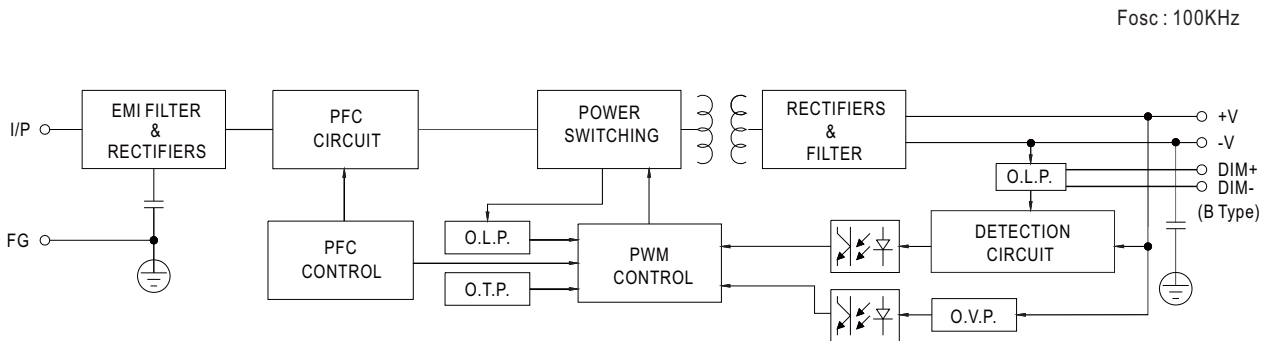 Fosc : 100KHz
I/P
EMI FILTER
&
RECTIFIERS
PFC
CIRCUIT
POWER
SWITCHING
RECTIFIERS
&
FILTER
+V
-V
DIM+
DIM-
(B Type)
O.L.P.
FG
PFC
CONTROL
O.L.P.
O.T.P.
PWM
CONTROL
DETECTION
CIRCUIT
O.V.P.